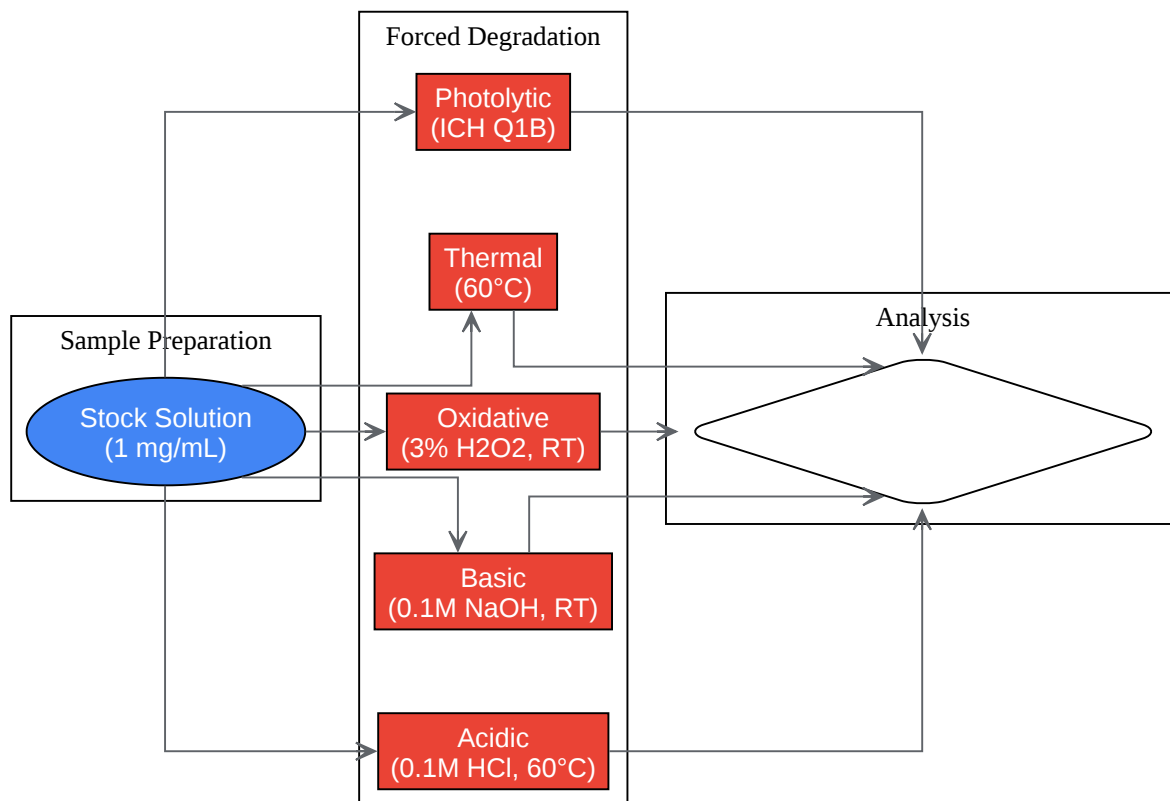 Forced Degradation
Photolytic
(ICH Q1B)
Thermal
(60°C)
Sample Preparation
Analysis
Stock Solution
(1 mg/mL)
Oxidative
(3% H2O2, RT)
Basic
(0.1M NaOH, RT)
Acidic
(0.1M HCl, 60°C)